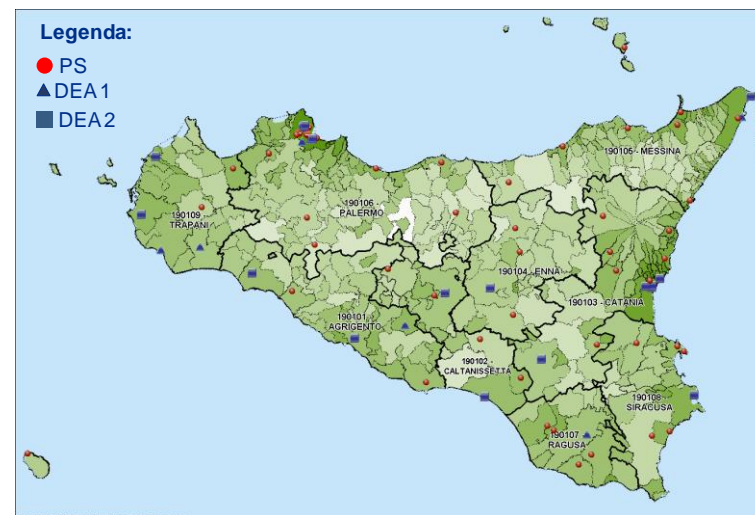 Legenda:
PS
DEA 1
DEA 2
190105 - MESSINA
190106 -
PALERMO
190109 -
TRAPANI
190104 - ENNA
190103 - CATANIA
190101 -
AGRIGENTO
190102 -
CALTANISSETTA
190108 -
SIRACUSA
190107 -
RAGUSA